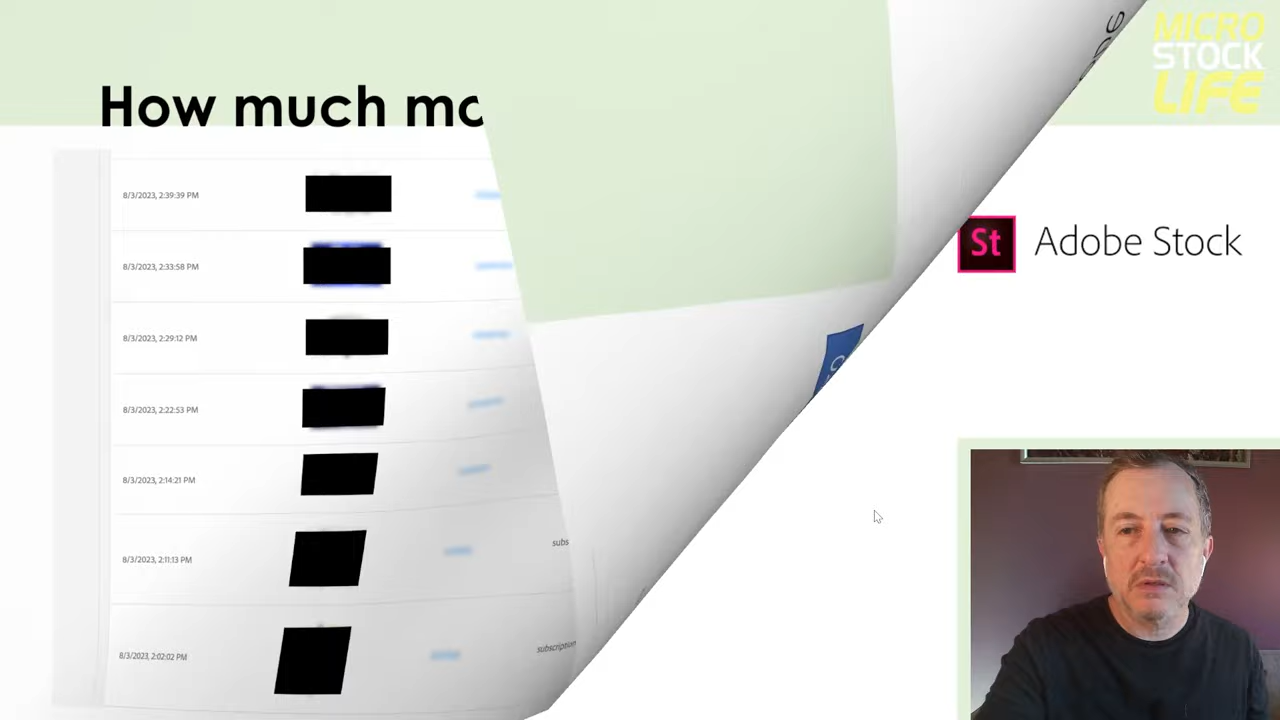 How much mo
MICRO
STOCK
LIFE
8/3/2023, 2:39:39 PM
8/3/2023, 2:33:58 PM
St Adobe Stock
8/3/2023, 2:29:12 PM
8/3/2023, 2:22:53 PM
8/3/2023, 2:14:21 PM
8/3/2023, 2:11:13 PM
subs
8/3/2023, 2:02:02 PM
subscription